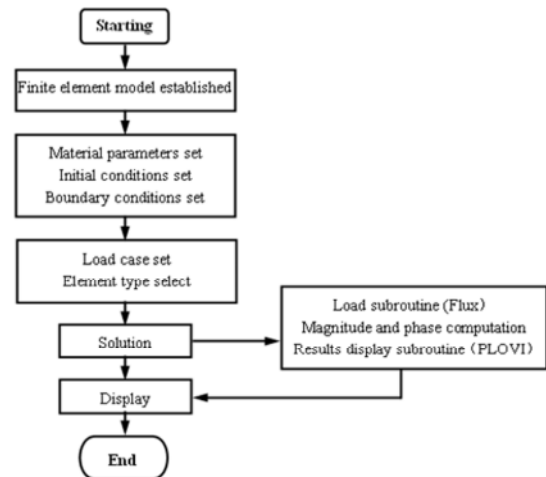 Starting
Finite element model established
Material parameters set
Initial conditions set
Boundary conditions set
Load case set
Element type select
Solution
Load subroutine (Flux)
Magnitude and phase computation
Results display subroutine (PLOVI)
Display
End